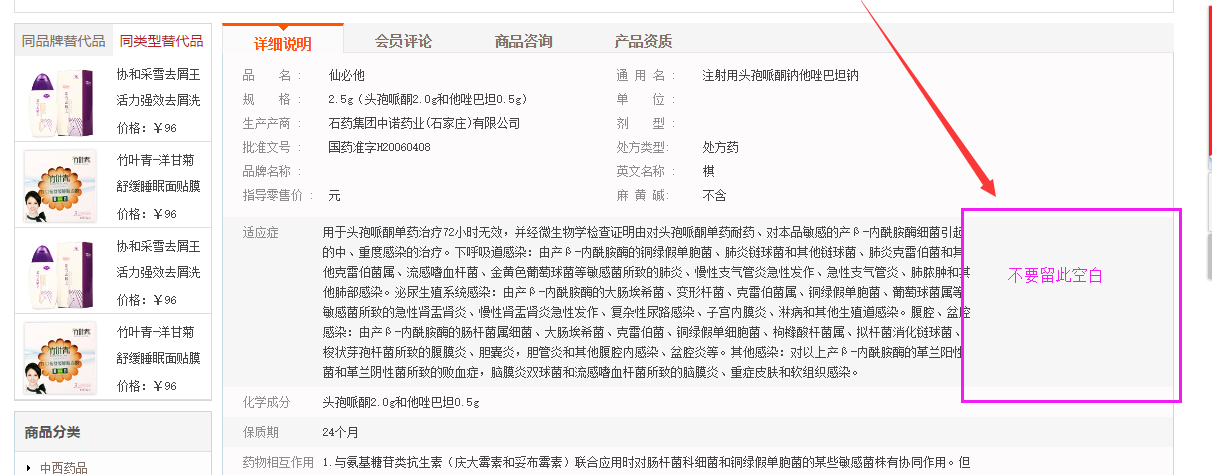 同品牌替代品 同类型替代品
协和采雪去屑王
活力强效去屑洗
价格：￥96
竹叶青-洋甘菊
舒缓睡眠面贴膜
价格：￥96
协和采雪去屑王
活力强效去屑洗
价格：￥96
竹叶青-洋甘菊
舒缓睡眠面贴膜
价格：￥96
商品分类
中西药品
详细说明 会员评论 商品咨询 产品资质
品 名： 仙必他 通 用 名： 注射用头孢哌酮钠他唑巴坦钠
规 格： 2.5g（头孢哌酮2.0g和他唑巴坦0.5g） 单 位：
生产产商： 石药集团中诺药业(石家庄)有限公司 剂 型：
批准文号： 国药准字H20060408 处方类型: 处方药
品牌名称： 英文名称： 棋
指导零售价： 元 麻 黄 碱: 不含
适应症 用于头孢哌酮单药治疗72小时无效，并经微生物学检查证明由对头孢哌酮单药耐药、对本品敏感的产β-内酰胺酶细菌引起
的中、重度感染的治疗。下呼吸道感染：由产β-内酰胺酶的铜绿假单胞菌、肺炎链球菌和其他链球菌、肺炎克雷伯菌和其
他克雷伯菌属、流感嗜血杆菌、金黄色葡萄球菌等敏感菌所致的肺炎、慢性支气管炎急性发作、急性支气管炎、肺脓肿和其
他肺部感染。泌尿生殖系统感染：由产β-内酰胺酶的大肠埃希菌、变形杆菌、克雷伯菌属、铜绿假单胞菌、葡萄球菌属等
敏感菌所致的急性肾盂肾炎、慢性肾盂肾炎急性发作、复杂性尿路感染、子宫内膜炎、淋病和其他生殖道感染。腹腔、盆腔
感染：由产β-内酰胺酶的肠杆菌属细菌、大肠埃希菌、克雷伯菌、铜绿假单细胞菌、枸橼酸杆菌属、拟杆菌消化链球菌、
梭状芽孢杆菌所致的腹膜炎、胆囊炎，胆管炎和其他腹腔内感染、盆腔炎等。其他感染：对以上产β-内酰胺酶的革兰阳性
菌和革兰阴性菌所致的败血症，脑膜炎双球菌和流感嗜血杆菌所致的脑膜炎、重症皮肤和软组织感染。
不要留此空白
化学成分 头孢哌酮2.0g和他唑巴坦0.5g
保质期 24个月
药物相互作用 1.与氨基糖苷类抗生素（庆大霉素和妥布霉素）联合应用时对肠杆菌科细菌和铜绿假单胞菌的某些敏感菌株有协同作用。但